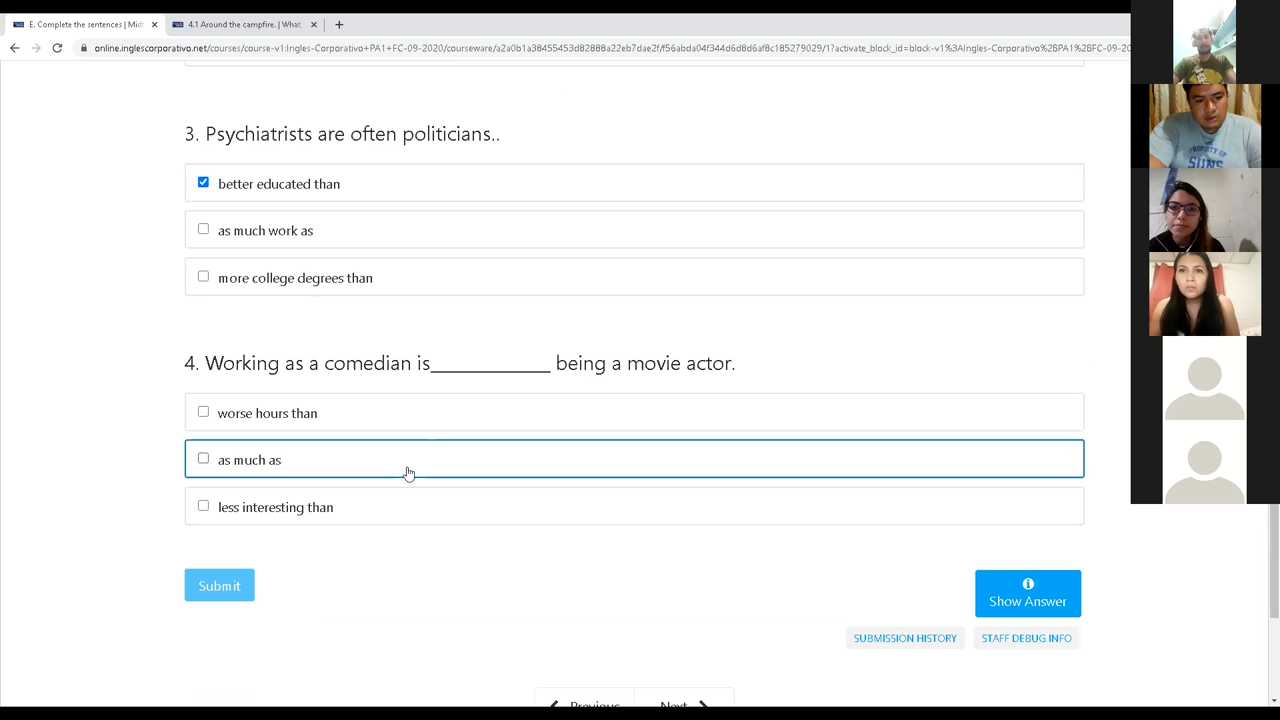 E. Complete the sentences | Mid
4.1 Around the campfire. | What
online.inglescorporativo.net/courses/course-v1:Ingles-Corporativo+PA1+FC-09-2020/courseware/a2a0b1a38455453d82888a22eb7dae2f/f56abda04f344d6d8d6af8c185279029/1?activate_block_id=block-v1%3AIngles-Corporativo%2BPA1%2BFC-09-20
3. Psychiatrists are often politicians..
better educated than
as much work as
more college degrees than
4. Working as a comedian is____________ being a movie actor.
worse hours than
as much as
less interesting than
Submit
Show Answer
SUBMISSION HISTORY
STAFF DEBUG INFO
Previous
Next
PROPERTY OF
SUNS